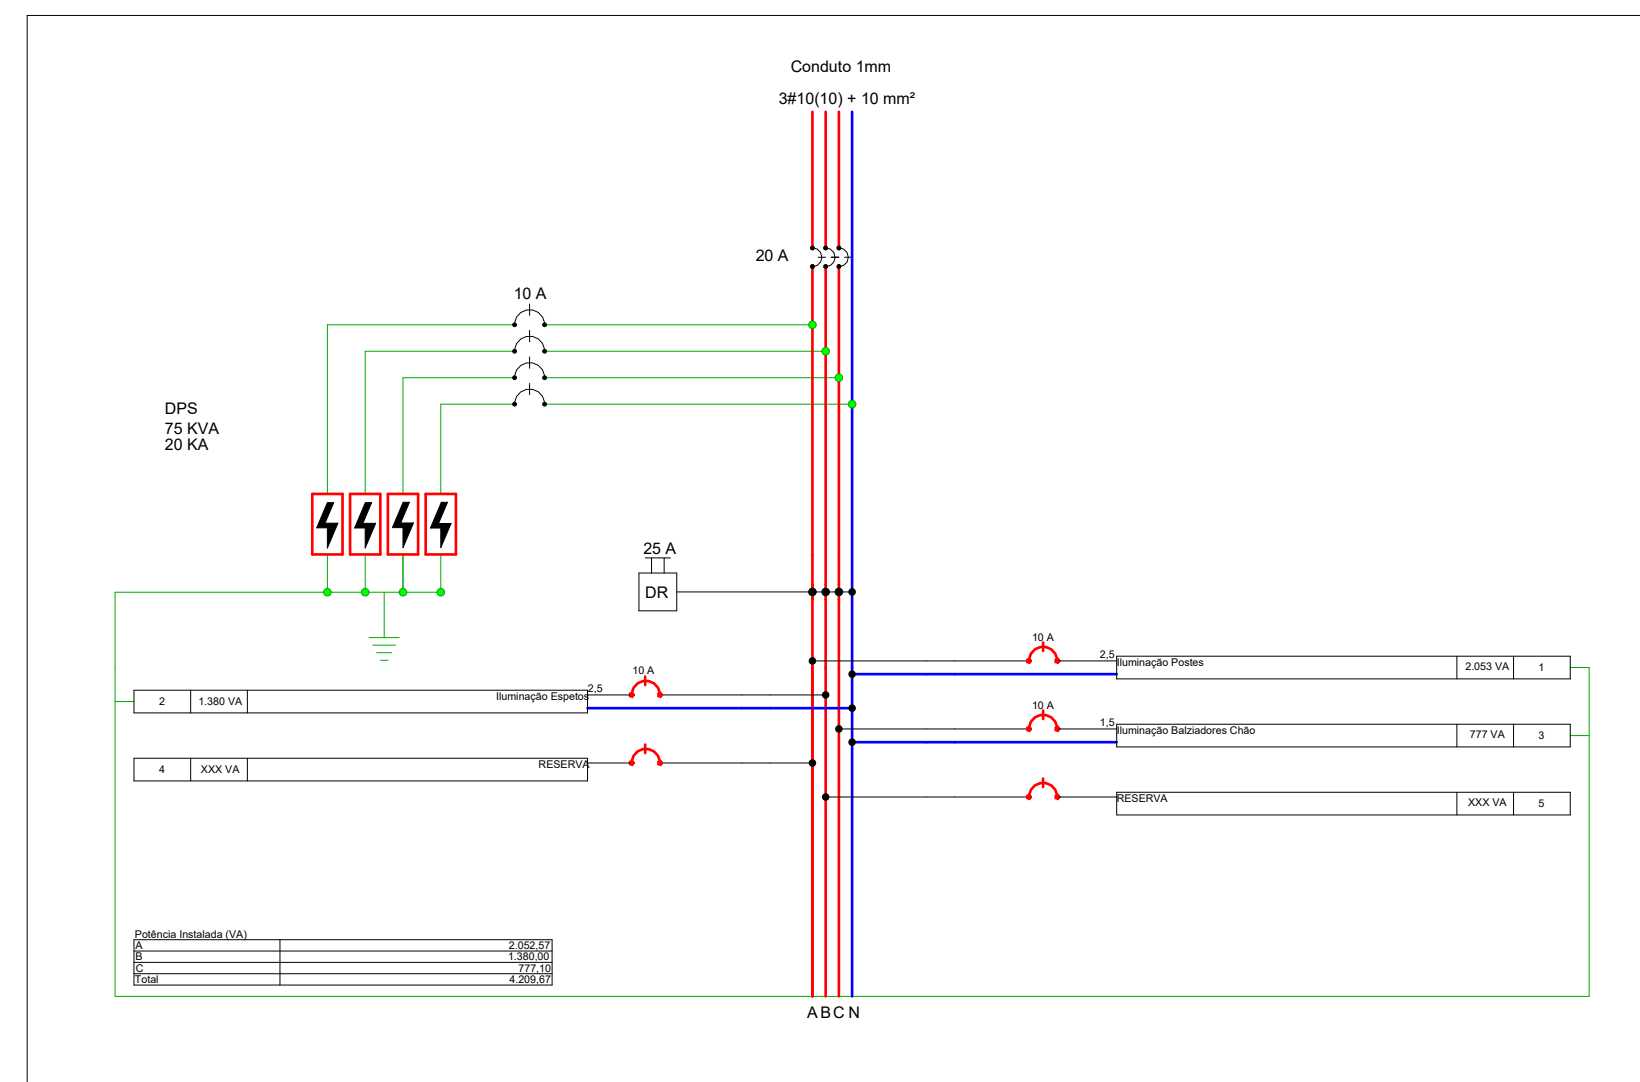 Conduto 1mm
3#10(10) + 10 mm²
20 A
10 A
DPS
75 KVA
20 KA
25 A
DR
10 A
2,5
Iluminação Postes 2.053 VA 1
10 A
2 1.380 VA Iluminação Espetos 2,5
10 A
1,5
Iluminação Balziadores Chão 777 VA 3
4 XXX VA RESERVA
RESERVA XXX VA 5
Potência Instalada (VA)
A 2.052,57
B 1.380,00
C 777,10
Total 4.209,67
A B C N